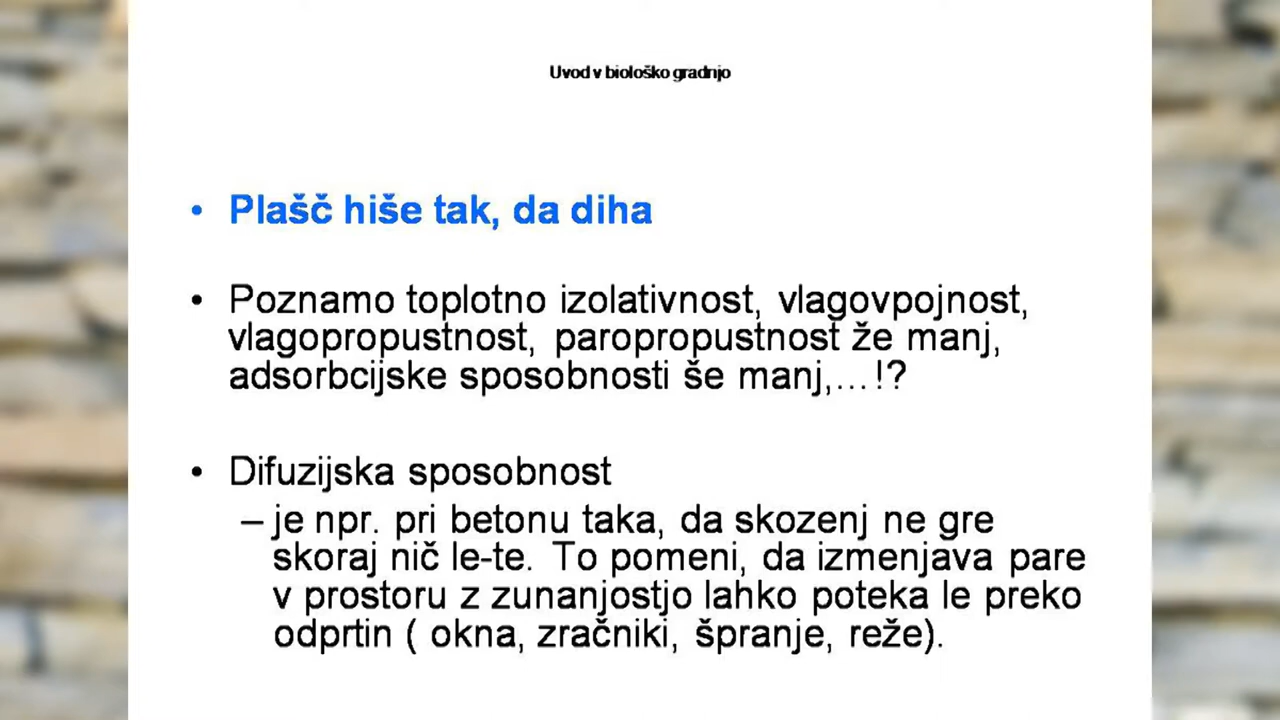 Uvod v biološko gradnjo
• Plašč hiše tak, da diha
• Poznamo toplotno izolativnost, vlagovpojnost,
vlagopropustnost, paropropustnost že manj,
adsorbcijske sposobnosti še manj,...!?
• Difuzijska sposobnost
– je npr. pri betonu taka, da skozenj ne gre
skoraj nič le-te. To pomeni, da izmenjava pare
v prostoru z zunanjostjo lahko poteka le preko
odprtin ( okna, zračniki, špranje, reže).